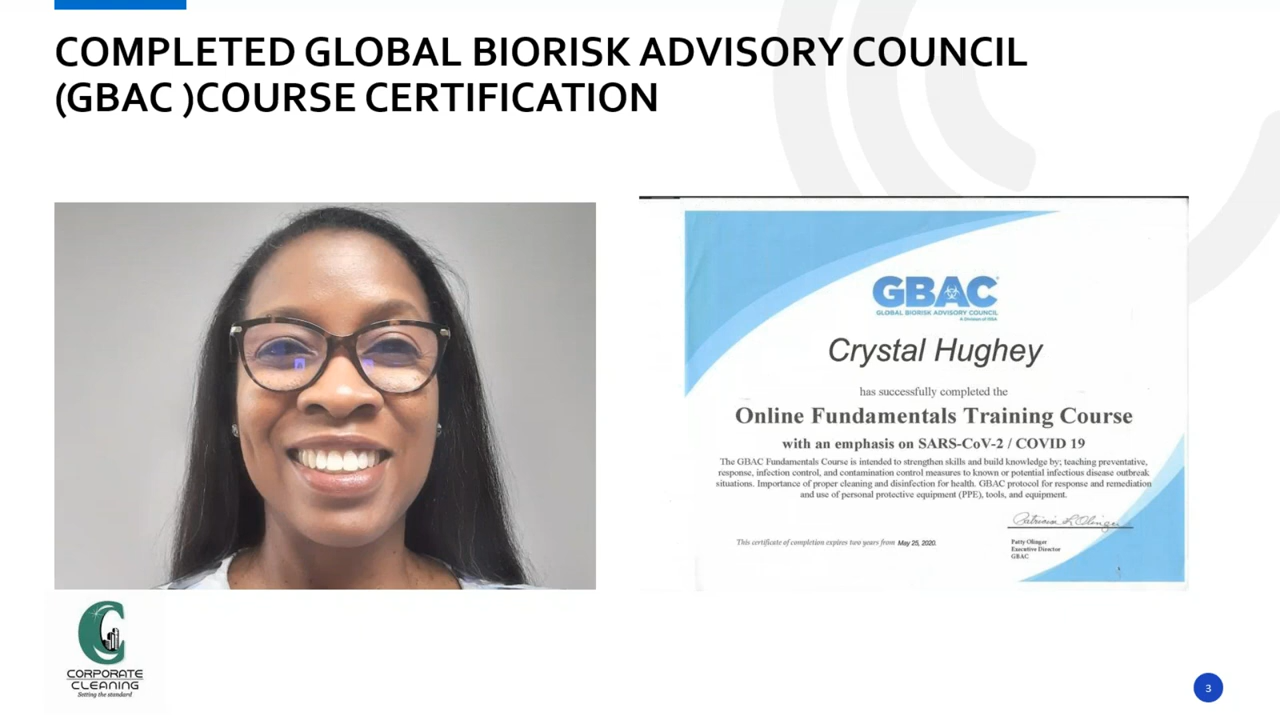 COMPLETED GLOBAL BIORISK ADVISORY COUNCIL
(GBAC )COURSE CERTIFICATION
GBAC
GLOBAL BIORISK ADVISORY COUNCIL
A Division of ISSA
Crystal Hughey
has successfully completed the
Online Fundamentals Training Course
with an emphasis on SARS-CoV-2 / COVID 19
The GBAC Fundamentals Course is intended to strengthen skills and build knowledge by; teaching preventative,
response, infection control, and contamination control measures to known or potential infectious disease outbreak
situations. Importance of proper cleaning and disinfection for health. GBAC protocol for response and remediation
and use of personal protective equipment (PPE), tools, and equipment.
Patricia L. Olinger
This certificate of completion expires two years from May 25, 2020.
Patty Olinger
Executive Director
GBAC
CORPORATE
CLEANING
Setting the standard
3